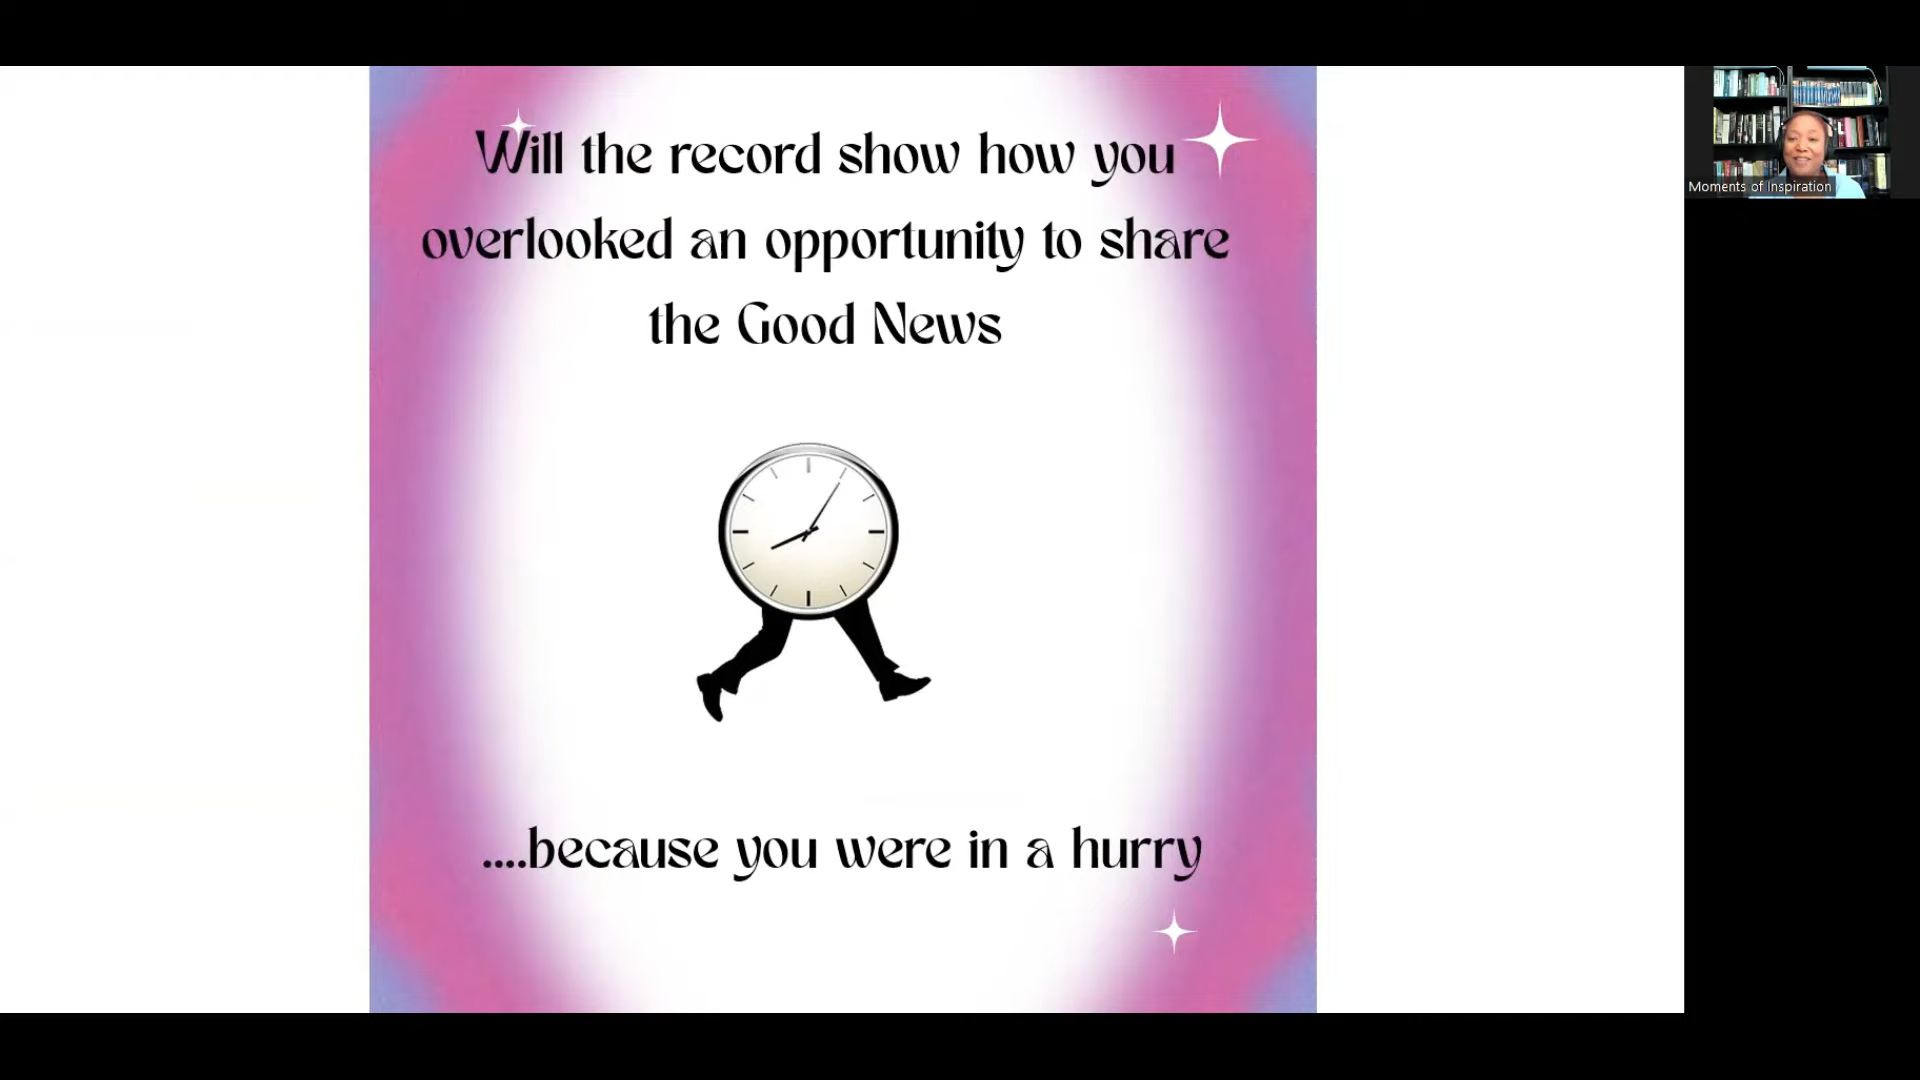 Will the record show how you
overlooked an opportunity to share
the Good News
....because you were in a hurry
Moments of Inspiration